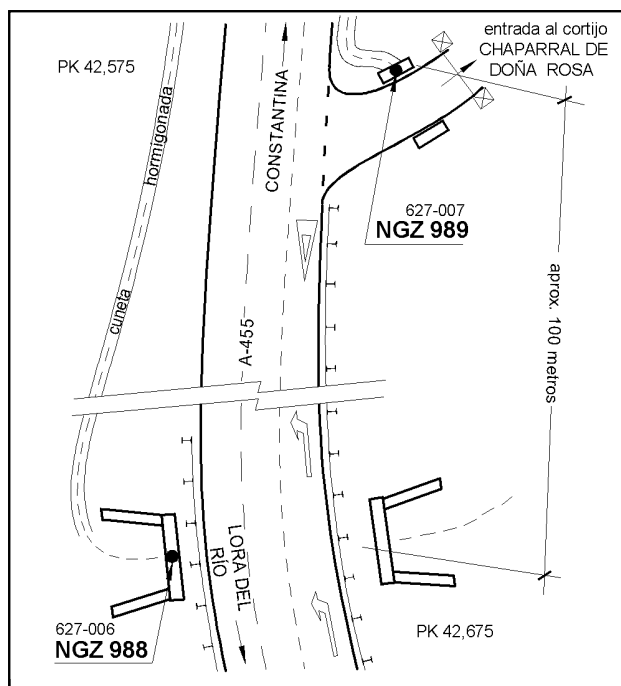 entrada al cortijo
CHAPARRAL DE
DOÑA ROSA
PK 42,575
CONSTANTINA
hormigonada
cuneta
627-007
NGZ 989
A-455
aprox. 100 metros
LORA DEL
RÍO
627-006
NGZ 988
PK 42,675